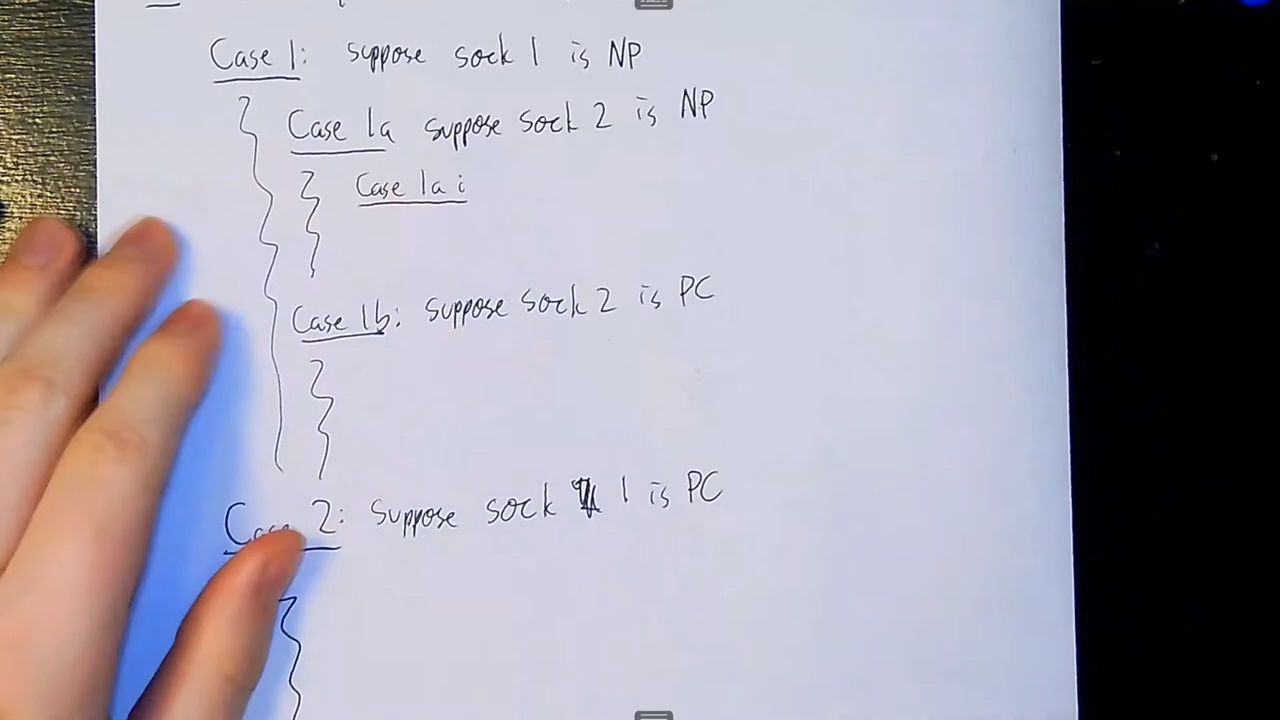 Case 1: suppose sock 1 is NP
Case 1a suppose sock 2 is NP
Case 1a i
Case 1b: suppose sock 2 is PC
Case 2: suppose sock 1 is PC